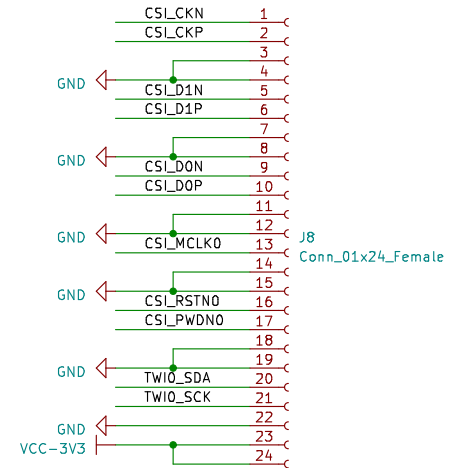 CSI_CKN 1
CSI_CKP 2
3
GND 4
CSI_D1N 5
CSI_D1P 6
7
GND 8
CSI_D0N 9
CSI_D0P 10
11
GND 12
CSI_MCLK0 13
J8
Conn_01x24_Female
14
GND 15
CSI_RSTN0 16
CSI_PWDN0 17
18
GND 19
TWI0_SDA 20
TWI0_SCK 21
GND 22
VCC-3V3 23
24